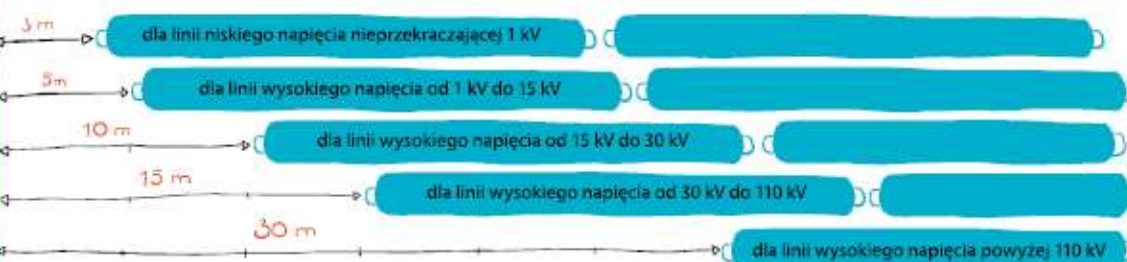 3 m
dla linii niskiego napięcia nieprzekraczającej 1 kV
5m
dla linii wysokiego napięcia od 1 kV do 15 kV
10 m
dla linii wysokiego napięcia od 15 kV do 30 kV
15 m
dla linii wysokiego napięcia od 30 kV do 110 kV
30 m
dla linii wysokiego napięcia powyżej 110 kV